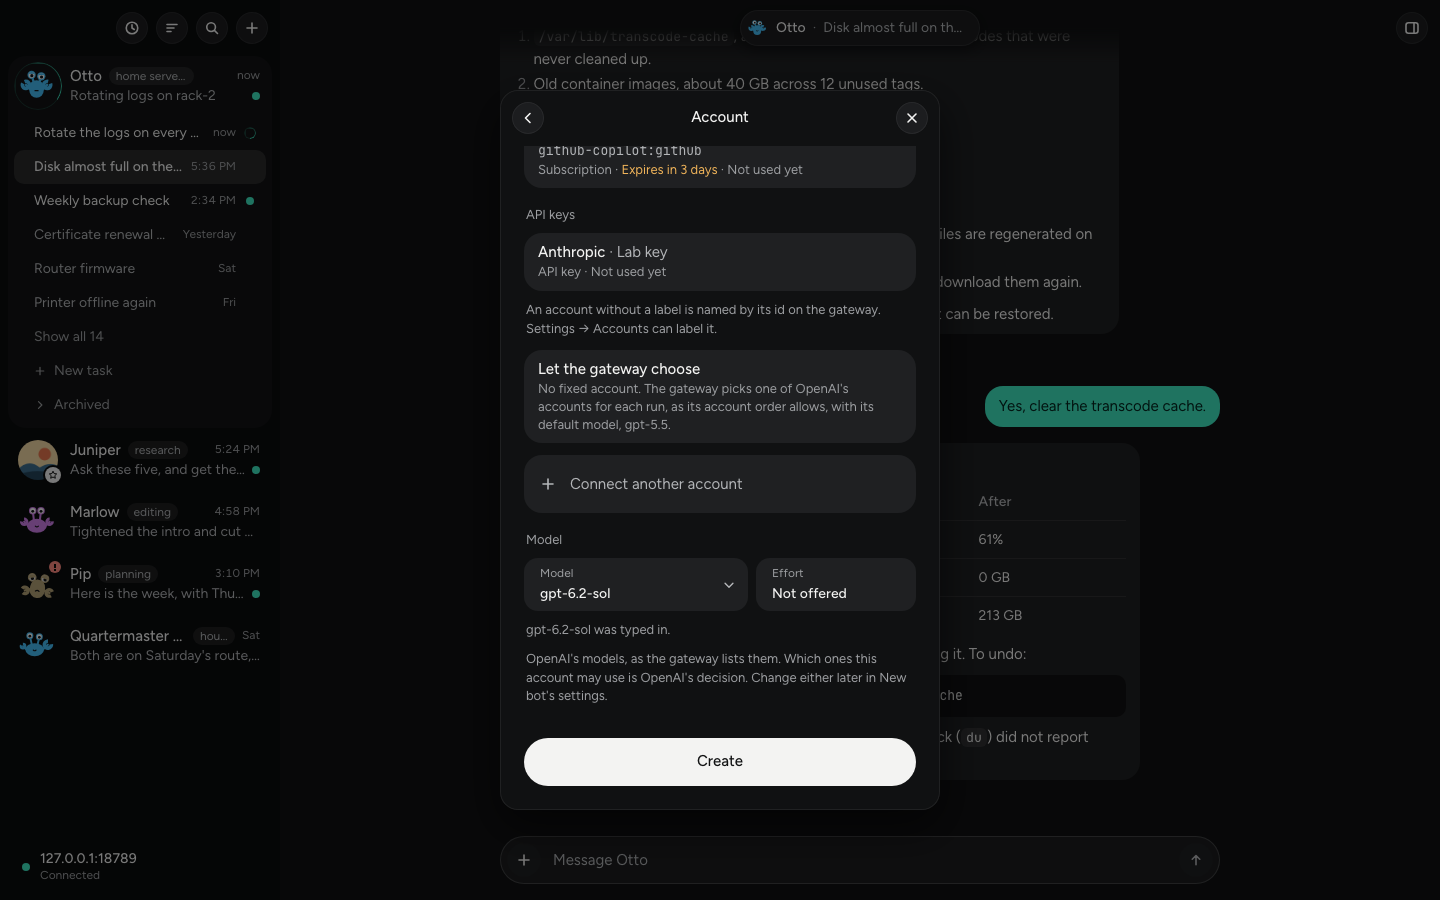 Otto home serve... now
Rotating logs on rack-2
Rotate the logs on every ... now
Disk almost full on the... 5:36 PM
Weekly backup check 2:34 PM
Certificate renewal ... Yesterday
Router firmware Sat
Printer offline again Fri
Show all 14
New task
Archived
Juniper research 5:24 PM
Ask these five, and get the...
Marlow editing 4:58 PM
Tightened the intro and cut ...
Pip planning 3:10 PM
Here is the week, with Thu...
Quartermaster ... hou... Sat
Both are on Saturday's route,...
127.0.0.1:18789
Connected
Otto · Disk almost full on th...
1. /var/lib/transcode-cache, des that were
never cleaned up.
2. Old container images, about 40 GB across 12 unused tags.
iles are regenerated on
download them again.
can be restored.
Yes, clear the transcode cache.
After
61%
0 GB
213 GB
g it. To undo:
che
ck (du) did not report
Message Otto
Account
github-copilot:github
Subscription · Expires in 3 days · Not used yet
API keys
Anthropic · Lab key
API key · Not used yet
An account without a label is named by its id on the gateway.
Settings → Accounts can label it.
Let the gateway choose
No fixed account. The gateway picks one of OpenAI's
accounts for each run, as its account order allows, with its
default model, gpt-5.5.
Connect another account
Model
Model
gpt-6.2-sol
Effort
Not offered
gpt-6.2-sol was typed in.
OpenAI's models, as the gateway lists them. Which ones this
account may use is OpenAI's decision. Change either later in New
bot's settings.
Create